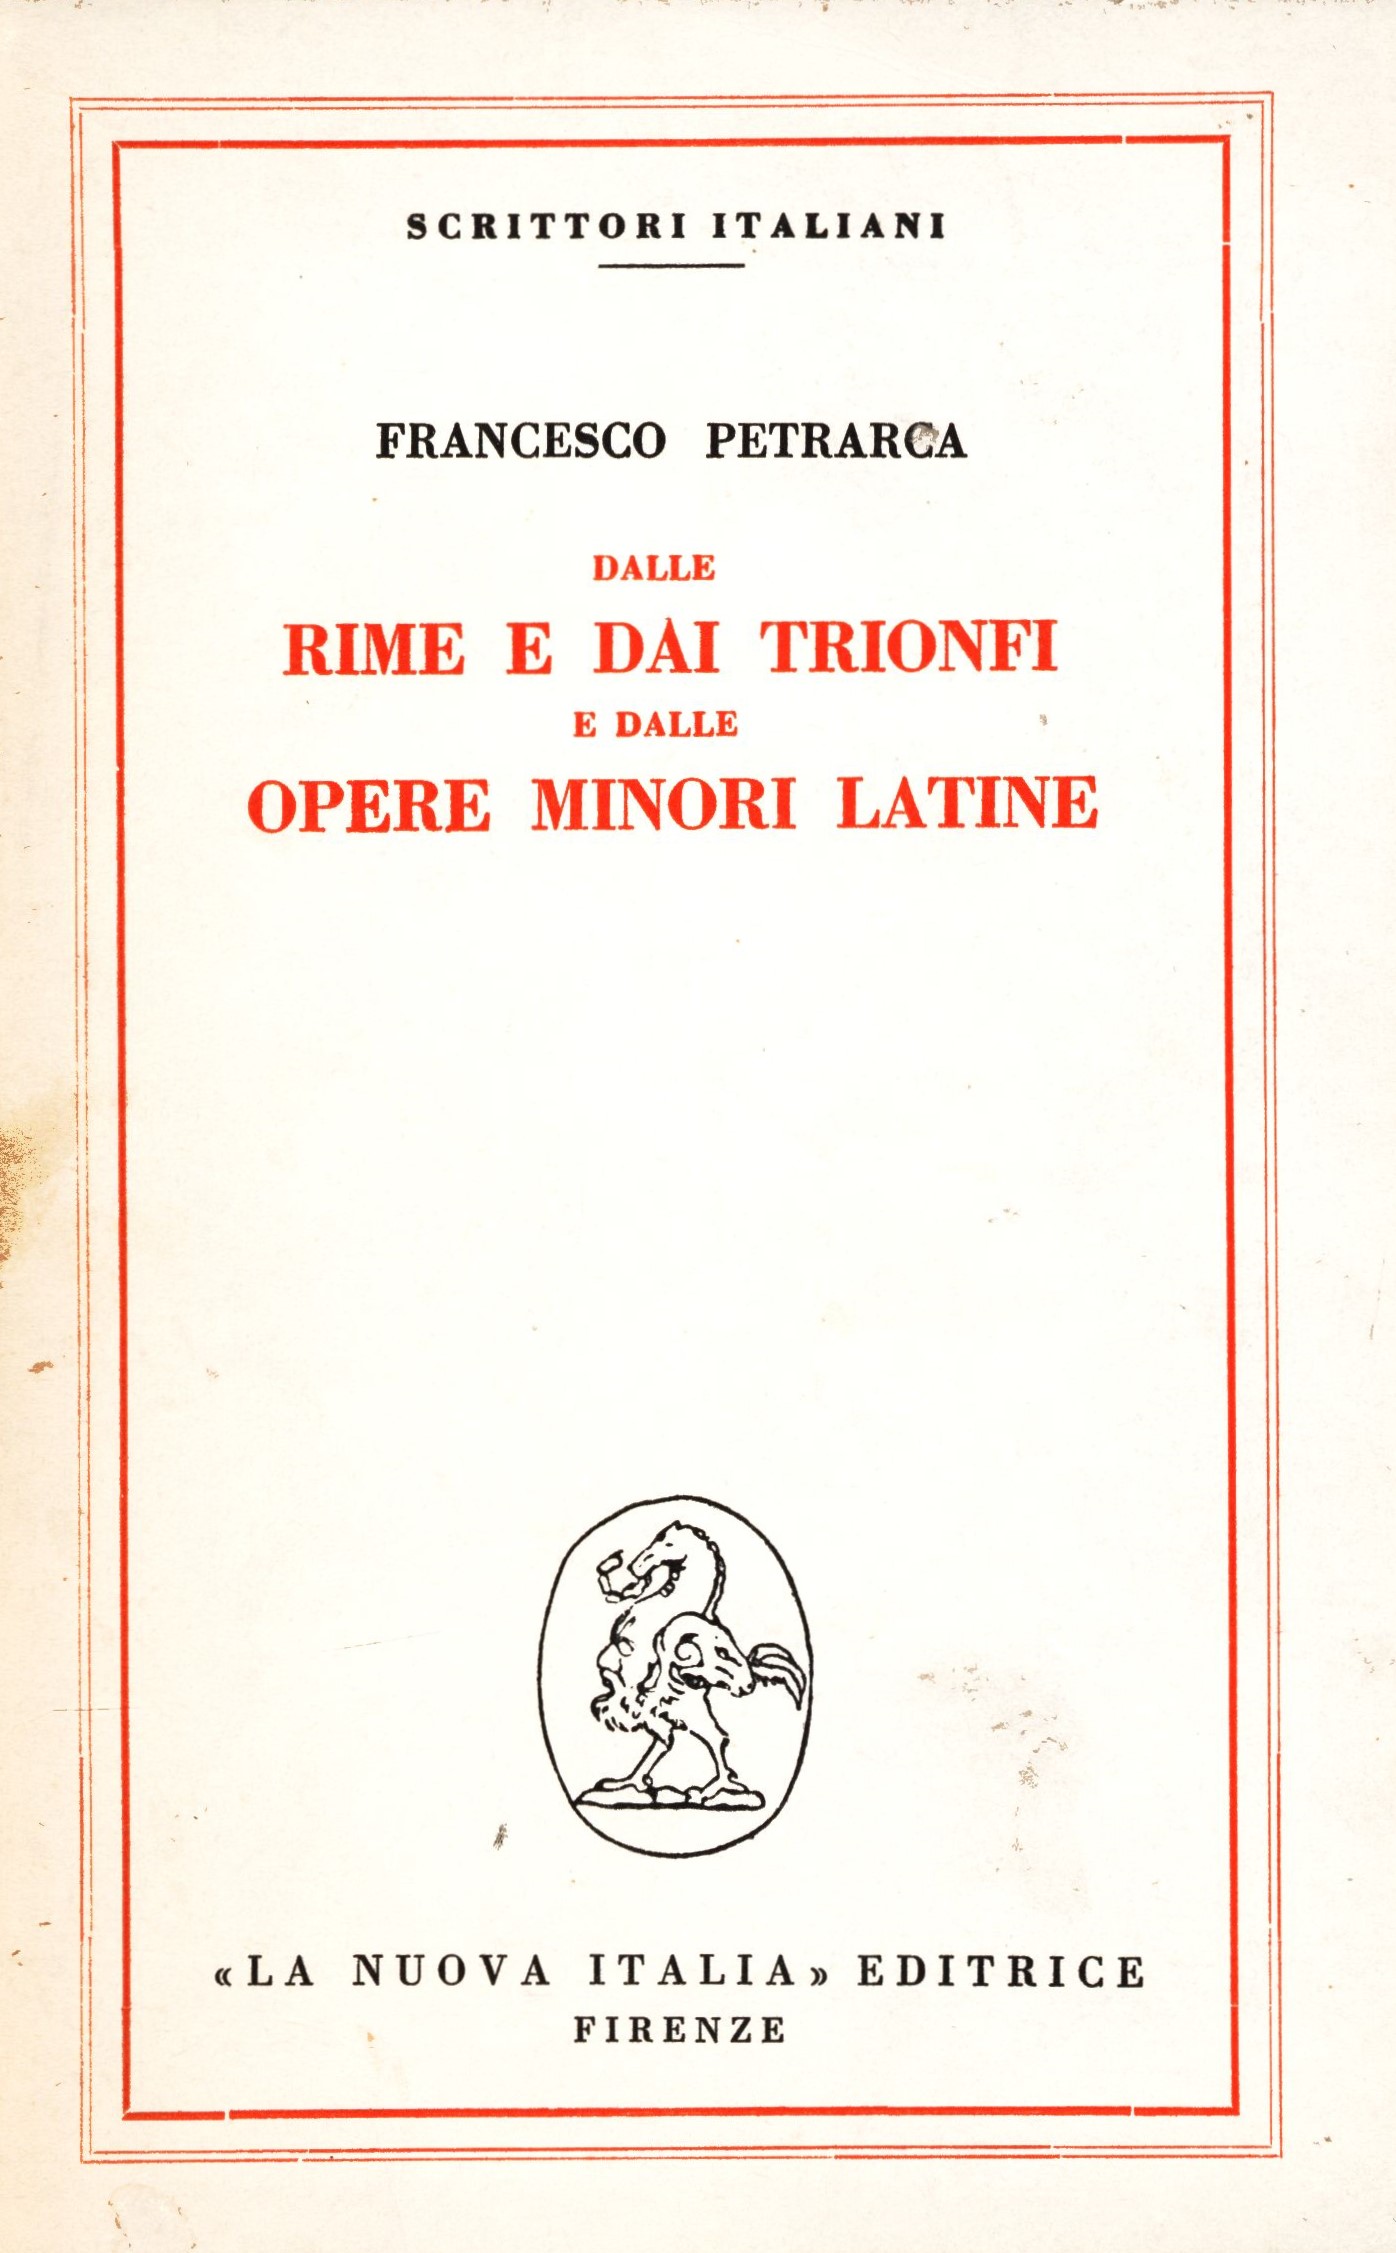 SCRITTORI ITALIANI
FRANCESCO PETRARCA
DALLE
RIME E DAI TRIONFI
E DALLE
OPERE MINORI LATINE
«LA NUOVA ITALIA» EDITRICE
FIRENZE